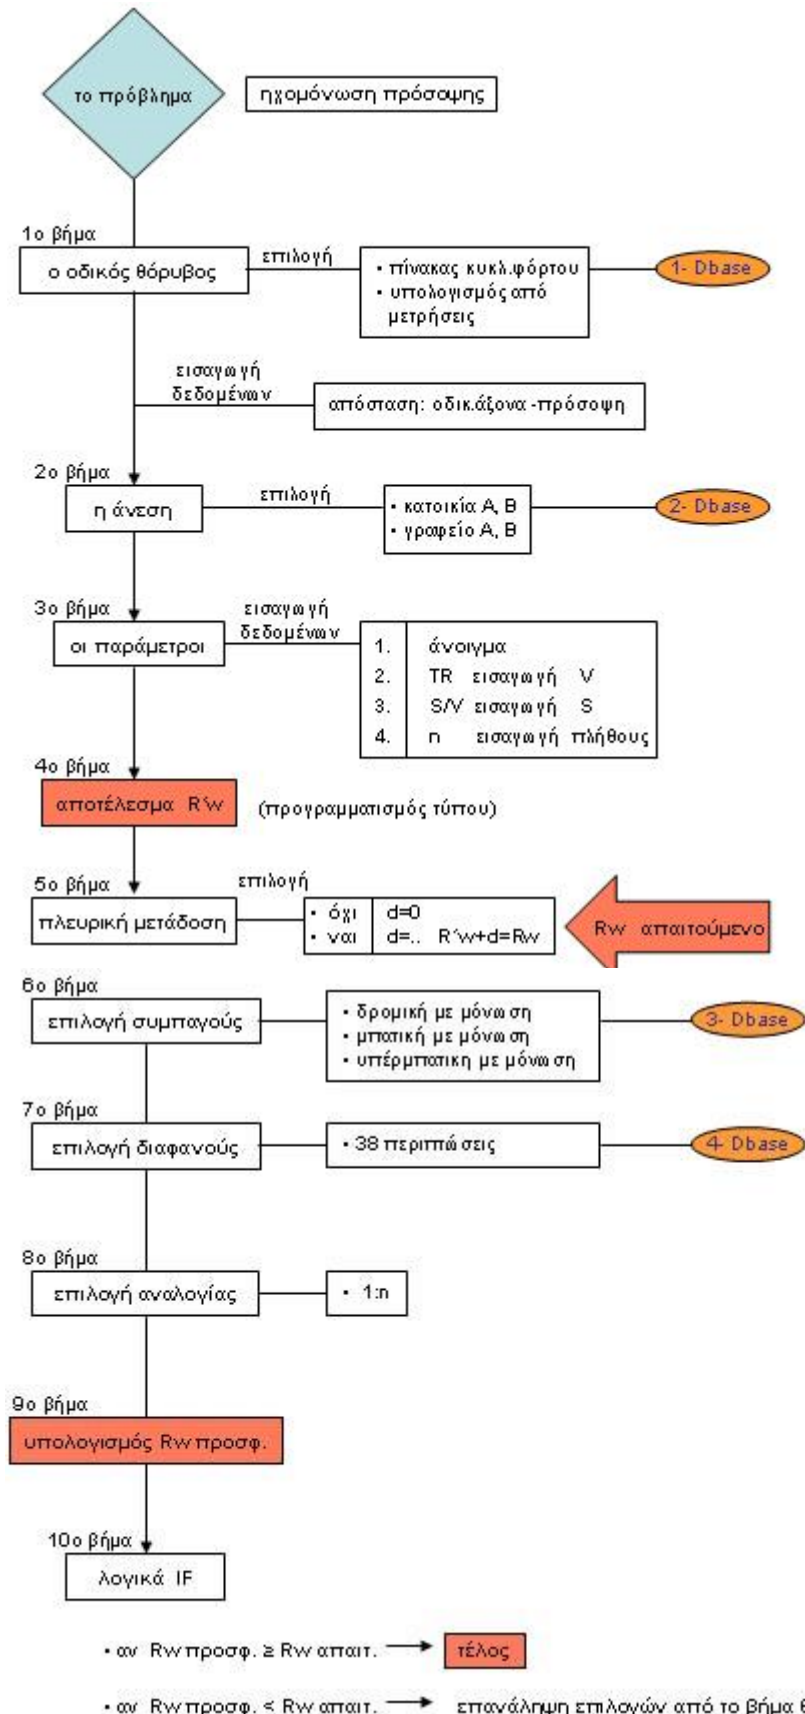 το πρόβλημα
ηχομόνωση πρόσοψης
1ο βήμα
ο οδικός θόρυβος
επιλογή
• πίνακας κυκλ.φόρτου
• υπολογισμός από
μετρήσεις
1- Dbase
εισαγωγή
δεδομένων
απόσταση: οδικ.άξονα -πρόσοψη
2ο βήμα
η άνεση
επιλογή
• κατοικία Α, Β
• γραφείο Α, Β
2- Dbase
3ο βήμα
οι παράμετροι
εισαγωγή
δεδομένων
1. άνοιγμα
2. TR εισαγωγή V
3. S/V εισαγωγή S
4. n εισαγωγή πλήθους
4ο βήμα
αποτέλεσμα R'w
(προγραμματισμός τύπου)
5ο βήμα
πλευρική μετάδοση
επιλογή
• όχι d=0
• ναι d=.. R'w+d=Rw
Rw απαιτούμενο
6ο βήμα
επιλογή συμπαγούς
• δρομική με μόνωση
• μπατική με μόνωση
• υπέρμπατικη με μόνωση
3- Dbase
7ο βήμα
επιλογή διαφανούς
• 38 περιπτώσεις
4- Dbase
8ο βήμα
επιλογή αναλογίας
• 1:n
9ο βήμα
υπολογισμός Rw προσφ.
10ο βήμα
λογικά IF
• αν Rw προσφ. ≥ Rw απαιτ.
τέλος
• αν Rw προσφ. < Rw απαιτ.
επανάληψη επιλογών από το βήμα